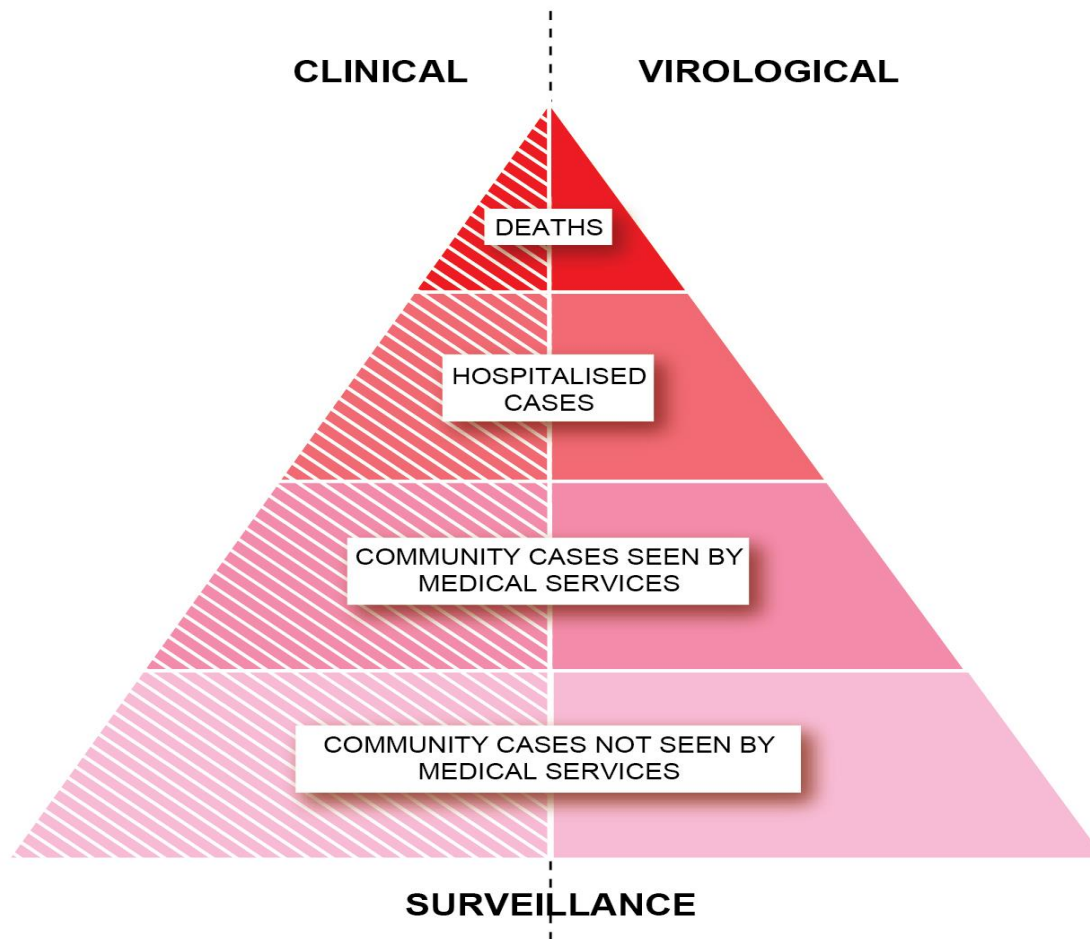 CLINICAL
VIROLOGICAL
DEATHS
HOSPITALISED
CASES
COMMUNITY CASES SEEN BY
MEDICAL SERVICES
COMMUNITY CASES NOT SEEN BY
MEDICAL SERVICES
SURVEILLANCE